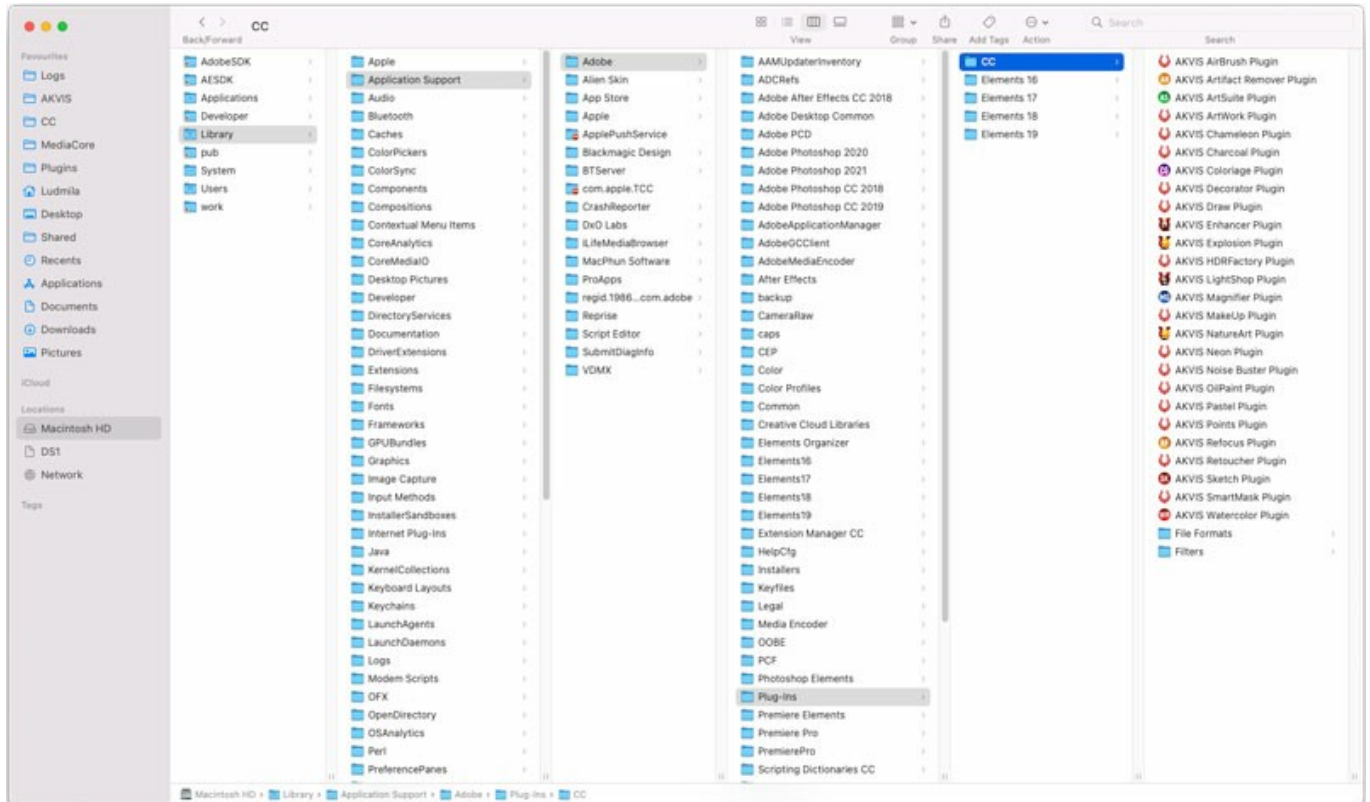 CC
Back/Forward
View
Group
Share
Add Tags
Action
Search
Search
Favourites
Logs
AKVIS
CC
MediaCore
Plugins
Ludmila
Desktop
Shared
Recents
Applications
Documents
Downloads
Pictures
iCloud
Locations
Macintosh HD
DS1
Network
Tags
AdobeSDK
AESDK
Applications
Developer
Library
pub
System
Users
work
Apple
Application Support
Audio
Bluetooth
Caches
ColorPickers
ColorSync
Components
Compositions
Contextual Menu Items
CoreAnalytics
CoreMediaIO
Desktop Pictures
Developer
DirectoryServices
Documentation
DriverExtensions
Extensions
Filesystems
Fonts
Frameworks
GPUBundles
Graphics
Image Capture
Input Methods
InstallerSandboxes
Internet Plug-Ins
Java
KernelCollections
Keyboard Layouts
Keychains
LaunchAgents
LaunchDaemons
Logs
Modem Scripts
OFX
OpenDirectory
OSAnalytics
Perl
PreferencePanes
Adobe
Alien Skin
App Store
Apple
ApplePushService
Blackmagic Design
BTServer
com.apple.TCC
CrashReporter
DxO Labs
iLifeMediaBrowser
MacPhun Software
ProApps
regid.1986...com.adobe
Reprise
Script Editor
SubmitDiagInfo
VDMX
AAMUpdaterInventory
ADCRefs
Adobe After Effects CC 2018
Adobe Desktop Common
Adobe PCD
Adobe Photoshop 2020
Adobe Photoshop 2021
Adobe Photoshop CC 2018
Adobe Photoshop CC 2019
AdobeApplicationManager
AdobeGCClient
AdobeMediaEncoder
After Effects
backup
CameraRaw
caps
CEP
Color
Color Profiles
Common
Creative Cloud Libraries
Elements Organizer
Elements16
Elements17
Elements18
Elements19
Extension Manager CC
HelpCfg
Installers
Keyfiles
Legal
Media Encoder
OOBE
PCF
Photoshop Elements
Plug-Ins
Premiere Elements
Premiere Pro
PremierePro
Scripting Dictionaries CC
CC
Elements 16
Elements 17
Elements 18
Elements 19
AKVIS AirBrush Plugin
AKVIS Artifact Remover Plugin
AKVIS ArtSuite Plugin
AKVIS ArtWork Plugin
AKVIS Chameleon Plugin
AKVIS Charcoal Plugin
AKVIS Coloriage Plugin
AKVIS Decorator Plugin
AKVIS Draw Plugin
AKVIS Enhancer Plugin
AKVIS Explosion Plugin
AKVIS HDRFactory Plugin
AKVIS LightShop Plugin
AKVIS Magnifier Plugin
AKVIS MakeUp Plugin
AKVIS NatureArt Plugin
AKVIS Neon Plugin
AKVIS Noise Buster Plugin
AKVIS OilPaint Plugin
AKVIS Pastel Plugin
AKVIS Points Plugin
AKVIS Refocus Plugin
AKVIS Retoucher Plugin
AKVIS Sketch Plugin
AKVIS SmartMask Plugin
AKVIS Watercolor Plugin
File Formats
Filters
Macintosh HD › Library › Application Support › Adobe › Plug-Ins › CC